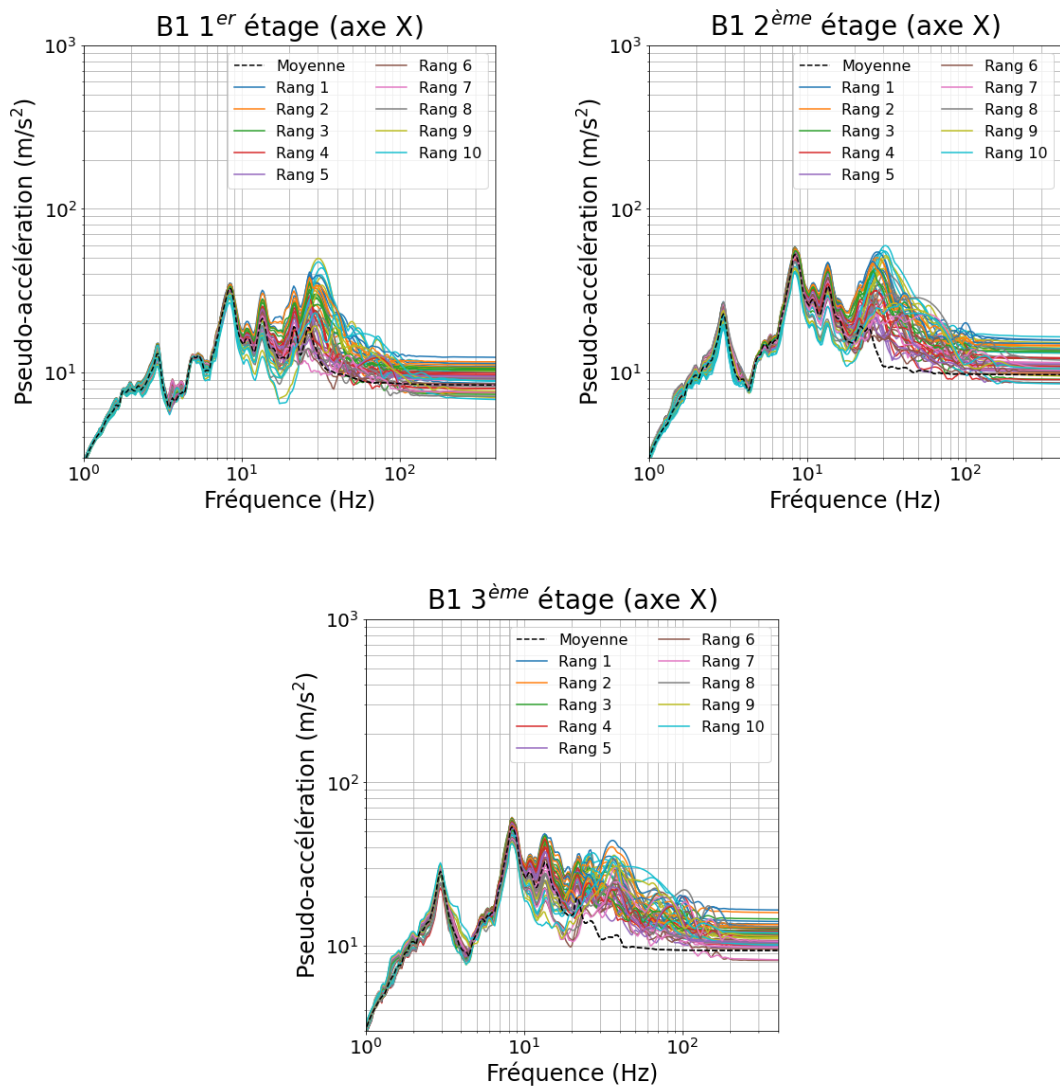 B1 1er étage (axe X)
Pseudo-accélération (m/s2)
103
102
101
Moyenne
Rang 1
Rang 2
Rang 3
Rang 4
Rang 5
Rang 6
Rang 7
Rang 8
Rang 9
Rang 10
100 101 102
Fréquence (Hz)
B1 2ème étage (axe X)
Pseudo-accélération (m/s2)
103
102
101
Moyenne
Rang 1
Rang 2
Rang 3
Rang 4
Rang 5
Rang 6
Rang 7
Rang 8
Rang 9
Rang 10
100 101 102
Fréquence (Hz)
B1 3ème étage (axe X)
Pseudo-accélération (m/s2)
103
102
101
Moyenne
Rang 1
Rang 2
Rang 3
Rang 4
Rang 5
Rang 6
Rang 7
Rang 8
Rang 9
Rang 10
100 101 102
Fréquence (Hz)